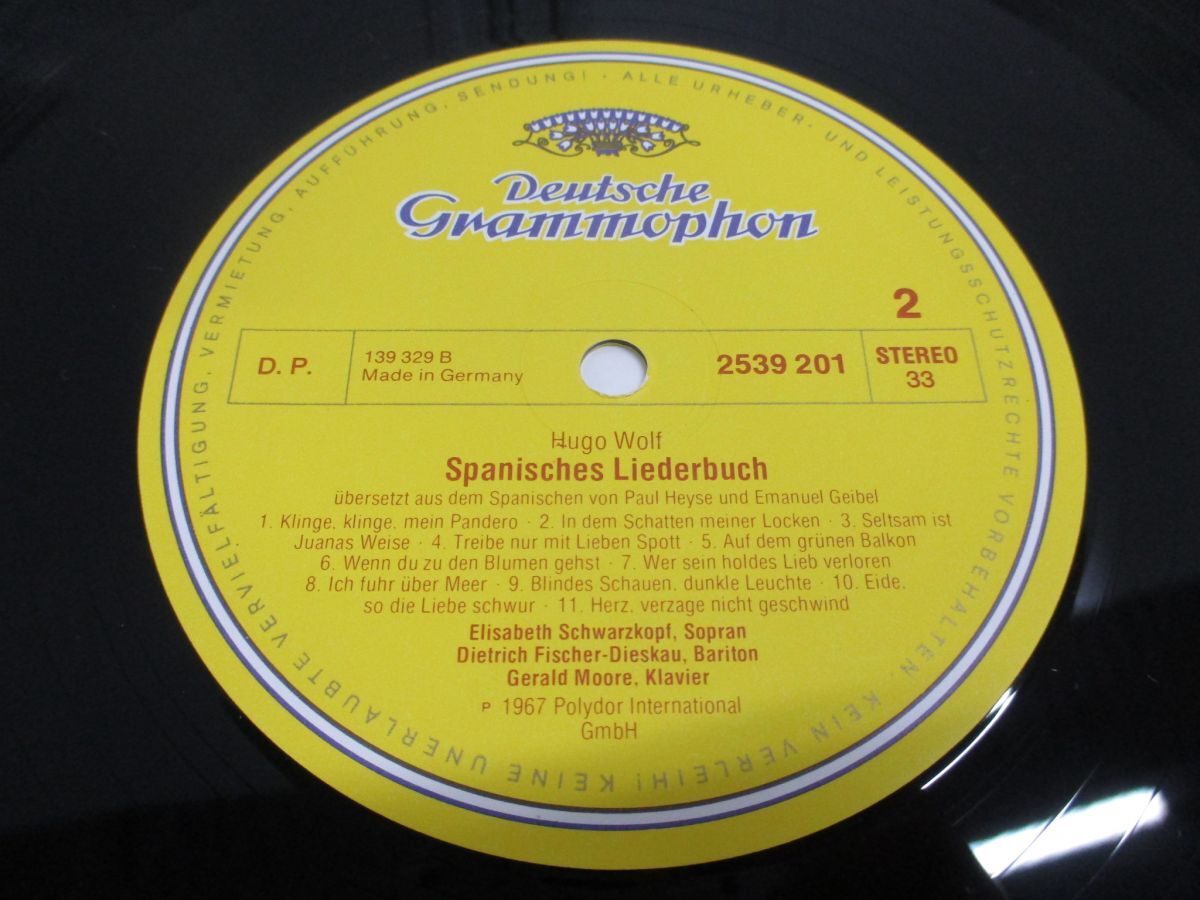 ALLE URHEBER- UND LEISTUNGSSCHUTZRECHTE VORBEHALTEN. KEIN VERLEIH! KEINE UNERLAUBTE VERVIELFÄLTIGUNG, VERMIETUNG, AUFFÜHRUNG, SENDUNG! ·
Deutsche
Grammophon
2
D. P.
139 329 B
Made in Germany
2539 201
STEREO
33
Hugo Wolf
Spanisches Liederbuch
übersetzt aus dem Spanischen von Paul Heyse und Emanuel Geibel
1. Klinge, klinge, mein Pandero · 2. In dem Schatten meiner Locken · 3. Seltsam ist
Juanas Weise · 4. Treibe nur mit Lieben Spott · 5. Auf dem grünen Balkon
6. Wenn du zu den Blumen gehst · 7. Wer sein holdes Lieb verloren
8. Ich fuhr über Meer · 9. Blindes Schauen, dunkle Leuchte · 10. Eide,
so die Liebe schwur · 11. Herz, verzage nicht geschwind
Elisabeth Schwarzkopf, Sopran
Dietrich Fischer-Dieskau, Bariton
Gerald Moore, Klavier
P 1967 Polydor International
GmbH